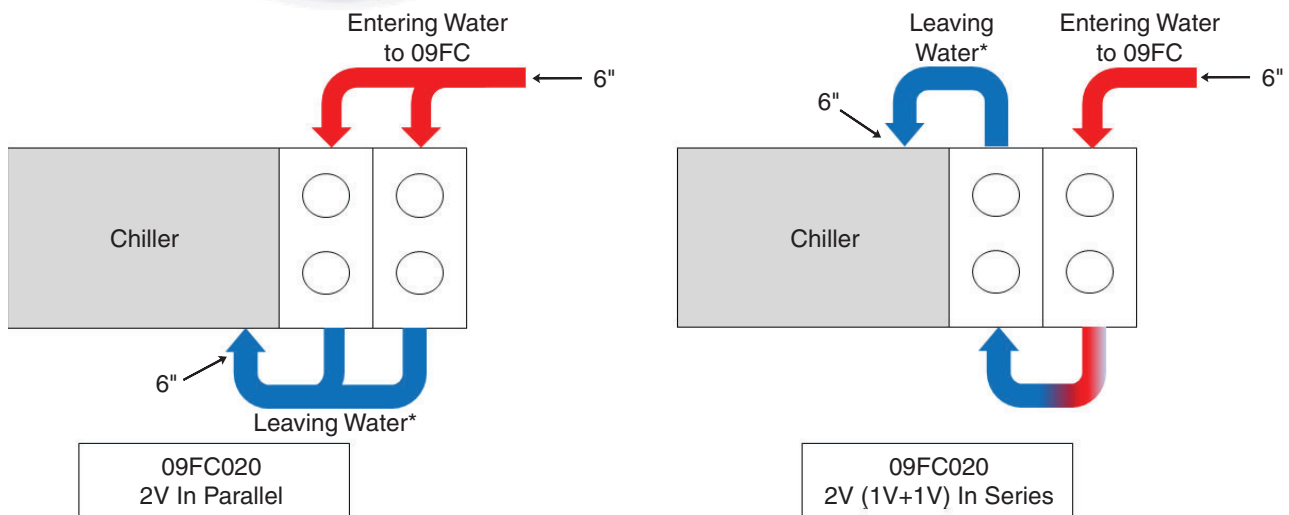 Entering Water
to 09FC
6"
Chiller
6"
Leaving Water*
09FC020
2V In Parallel
Leaving
Water*
Entering Water
to 09FC
6"
6"
Chiller
09FC020
2V (1V+1V) In Series